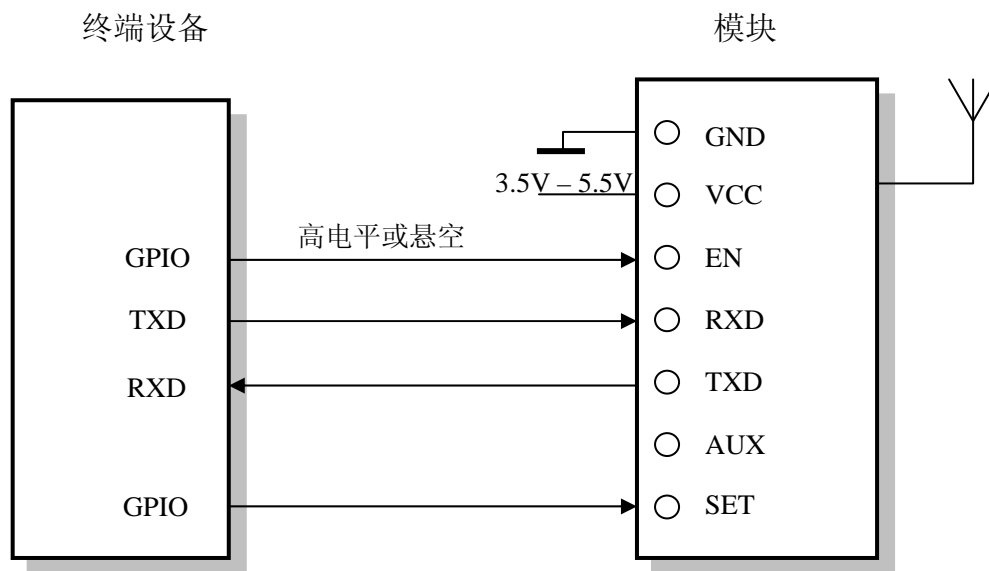 终端设备
模块
GND
3.5V – 5.5V
VCC
高电平或悬空
GPIO
EN
TXD
RXD
RXD
TXD
AUX
GPIO
SET